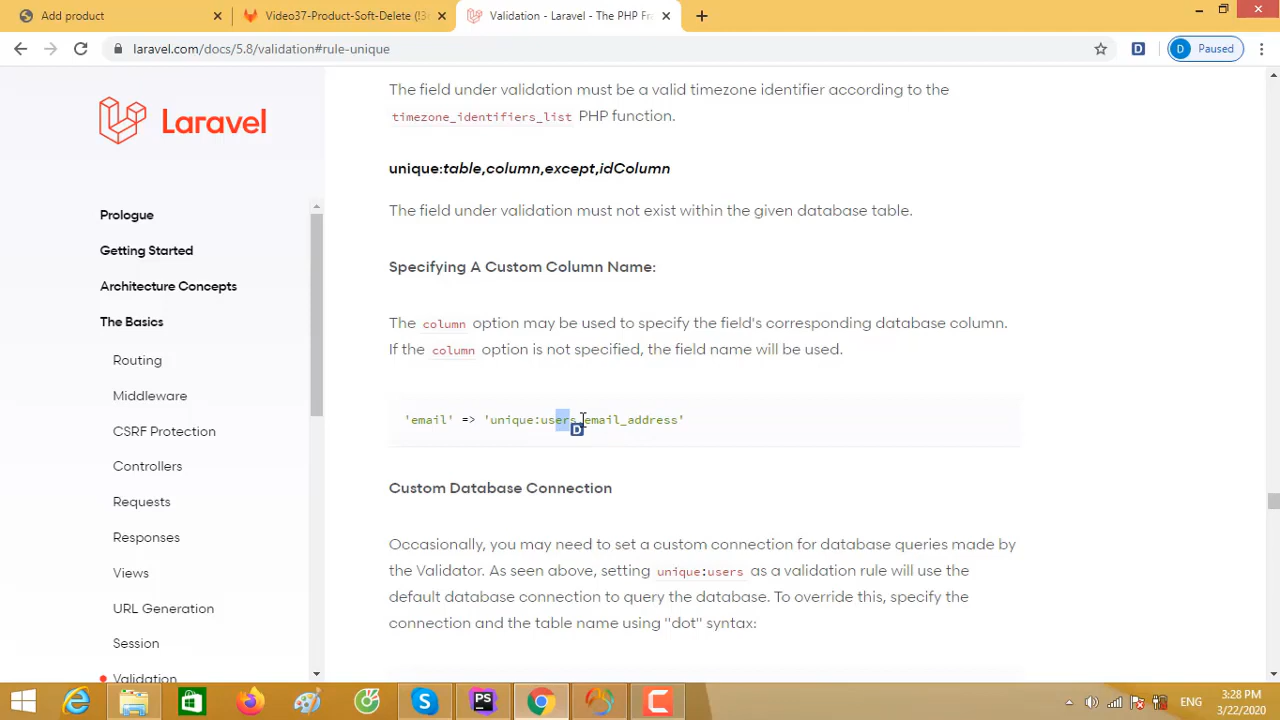 Add product
Video37-Product-Soft-Delete (!3
Validation - Laravel - The PHP Fr
laravel.com/docs/5.8/validation#rule-unique
D
D Paused
Laravel
Prologue
Getting Started
Architecture Concepts
The Basics
Routing
Middleware
CSRF Protection
Controllers
Requests
Responses
Views
URL Generation
Session
Validation
The field under validation must be a valid timezone identifier according to the
timezone_identifiers_list PHP function.
unique:table,column,except,idColumn
The field under validation must not exist within the given database table.
Specifying A Custom Column Name:
The column option may be used to specify the field's corresponding database column.
If the column option is not specified, the field name will be used.
'email' => 'unique:users,email_address'
D
Custom Database Connection
Occasionally, you may need to set a custom connection for database queries made by
the Validator. As seen above, setting unique:users as a validation rule will use the
default database connection to query the database. To override this, specify the
connection and the table name using "dot" syntax:
S
PS
C
ENG
3:28 PM
3/22/2020